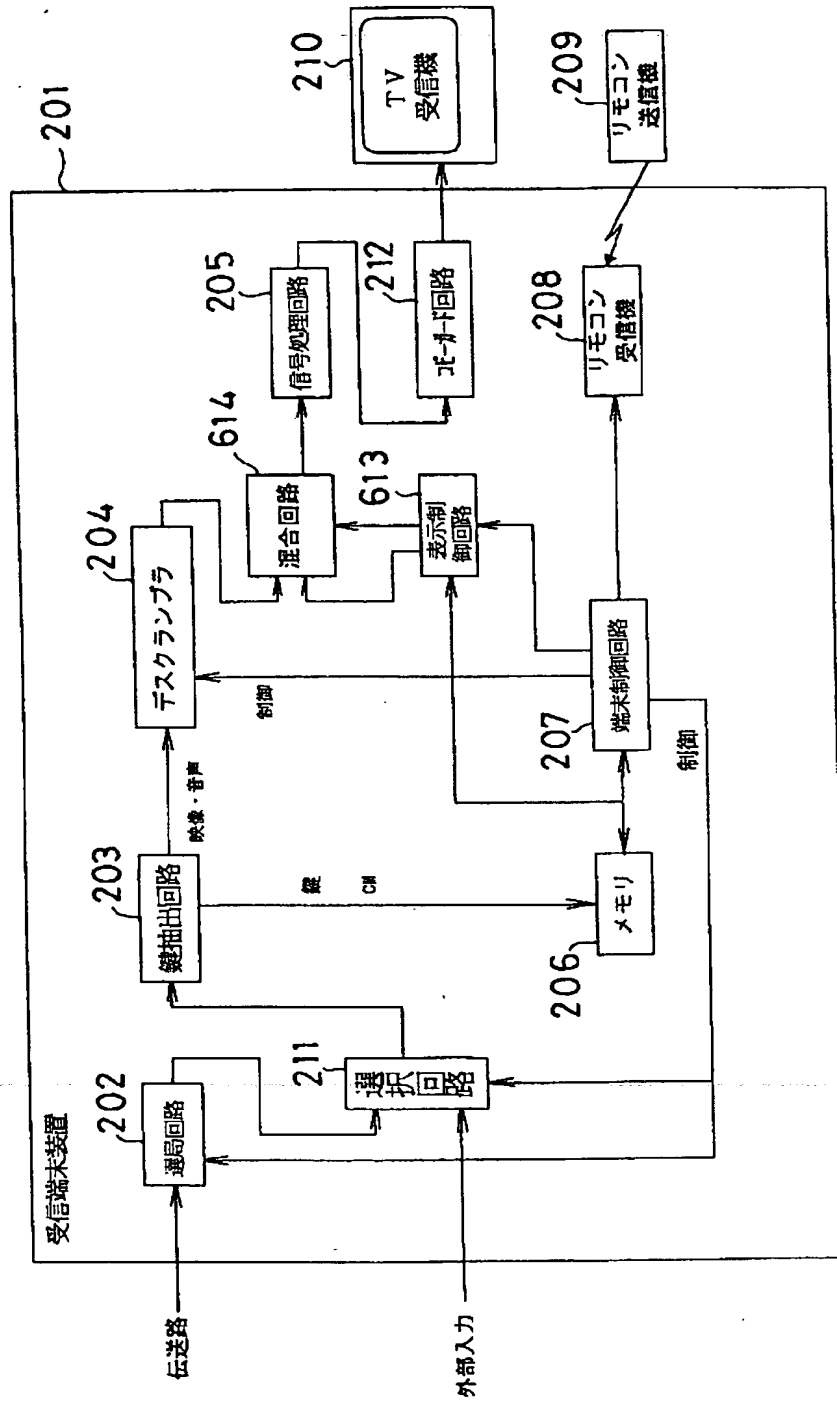 受信端末装置
201
伝送路
202
選局回路
外部入力
211
選択回路
203
鍵抽出回路
映像・音声
204
デスクランブラ
鍵
CM
制御
206
メモリ
207
端末制御回路
制御
614
混合回路
613
表示制
御回路
205
信号処理回路
212
コピーガード回路
210
TV
受信機
208
リモコン
受信機
209
リモコン
送信機